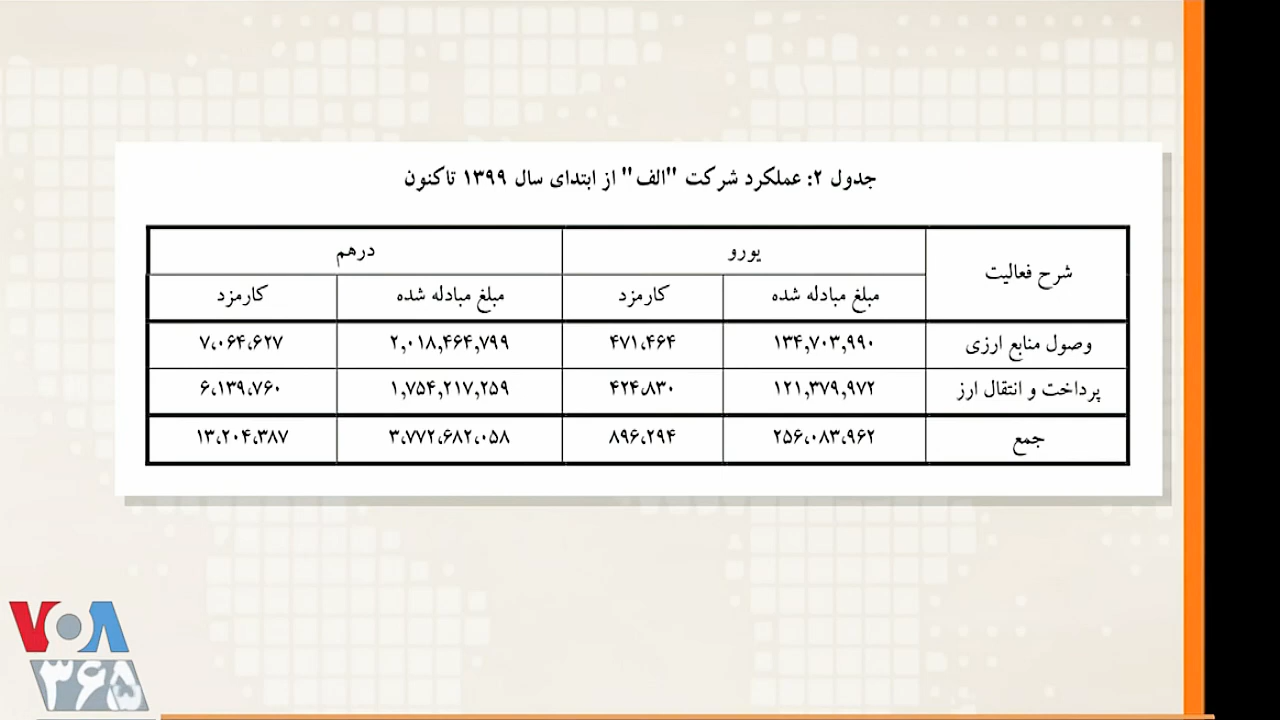 جدول ۲: عملکرد شرکت "الف" از ابتدای سال ۱۳۹۹ تاکنون
شرح فعالیت یورو درهم
مبلغ مبادله شده کارمزد مبلغ مبادله شده کارمزد
وصول منابع ارزی ۱۳۴,۷۰۳,۹۹۰ ۴۷۱،۴۶۴ ۲,۰۱۸,۴۶۴,۷۹۹ ۷،۰۶۴،۶۲۷
پرداخت و انتقال ارز ۱۲۱,۳۷۹,۹۷۲ ۴۲۴،۸۳۰ ۱,۷۵۴,۲۱۷,۲۵۹ ۶،۱۳۹،۷۶۰
جمع ۲۵۶،۰۸۳،۹۶۲ ۸۹۶،۲۹۴ ۳،۷۷۲،۶۸۲،۰۵۸ ۱۳،۲۰۴،۳۸۷
VOA
۳۶۵